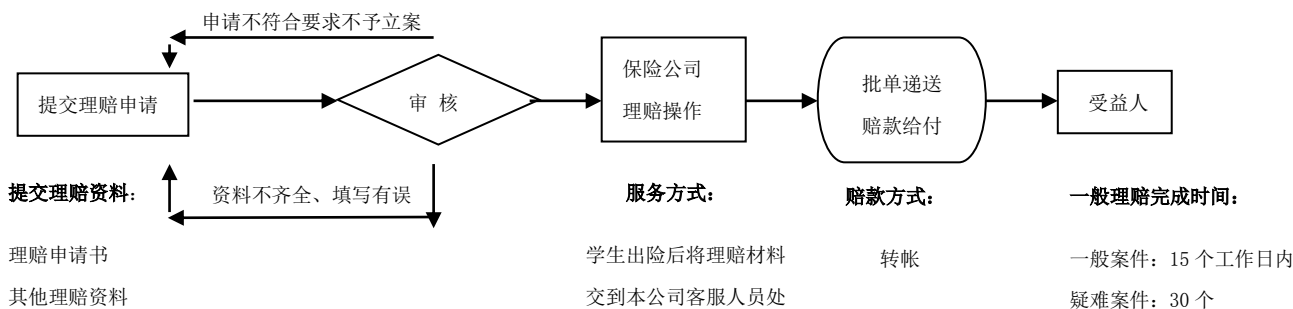 申请不符合要求不予立案
提交理赔申请
审 核
保险公司
理赔操作
批单递送
赔款给付
受益人
提交理赔资料:
资料不齐全、填写有误
服务方式:
赔款方式:
一般理赔完成时间:
理赔申请书
其他理赔资料
学生出险后将理赔材料
交到本公司客服人员处
转帐
一般案件: 15 个工作日内
疑难案件: 30 个